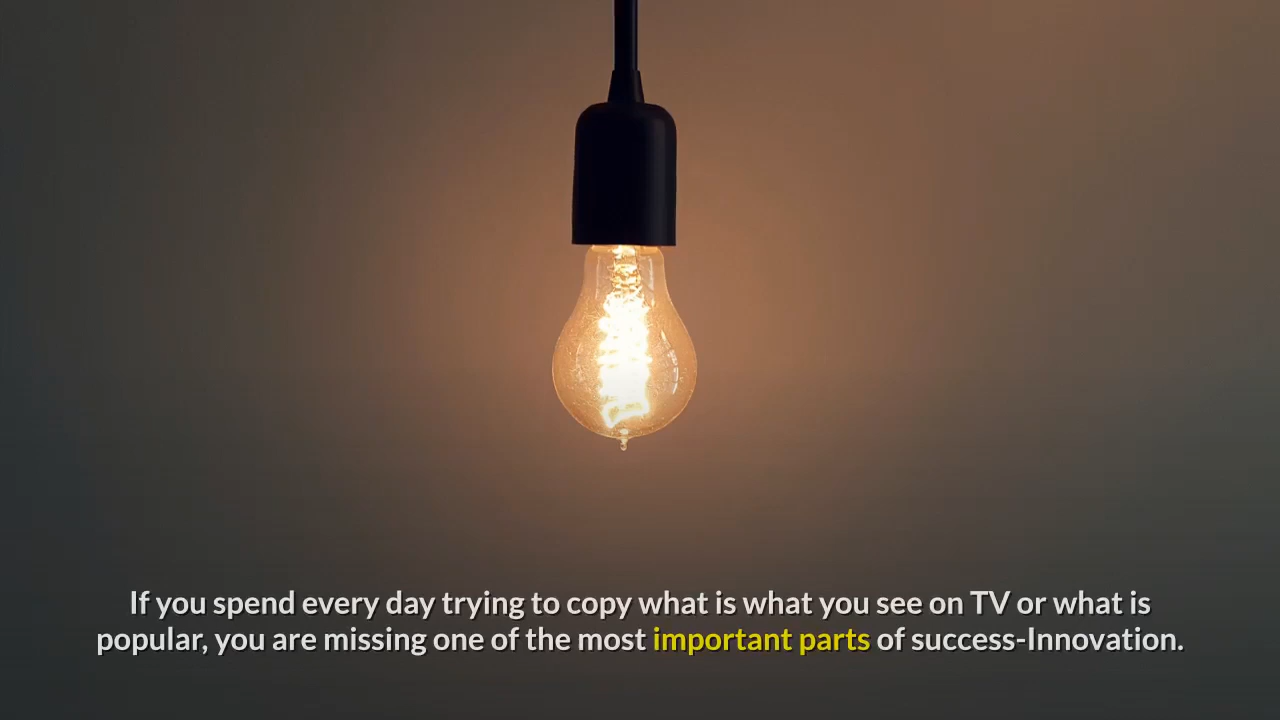 If you spend every day trying to copy what is what you see on TV or what is
popular, you are missing one of the most important parts of success-Innovation.